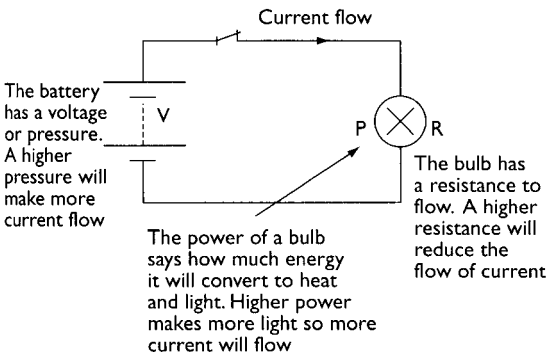 Current flow
The battery
has a voltage
or pressure.
A higher
pressure will
make more
current flow
V
P
R
The bulb has
a resistance to
flow. A higher
resistance will
reduce the
flow of current
The power of a bulb
says how much energy
it will convert to heat
and light. Higher power
makes more light so more
current will flow